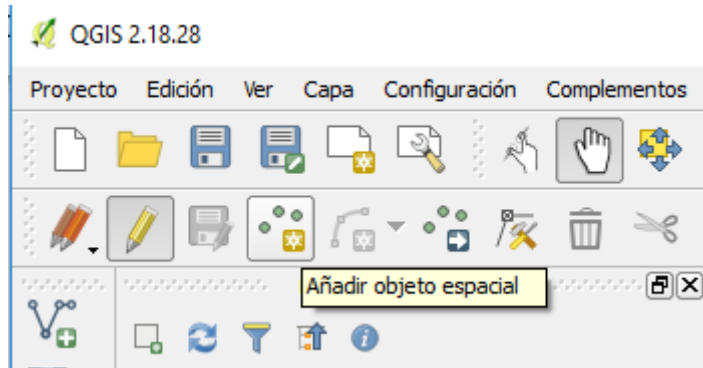 QGIS 2.18.28
Proyecto Edición Ver Capa Configuración Complementos
Añadir objeto espacial